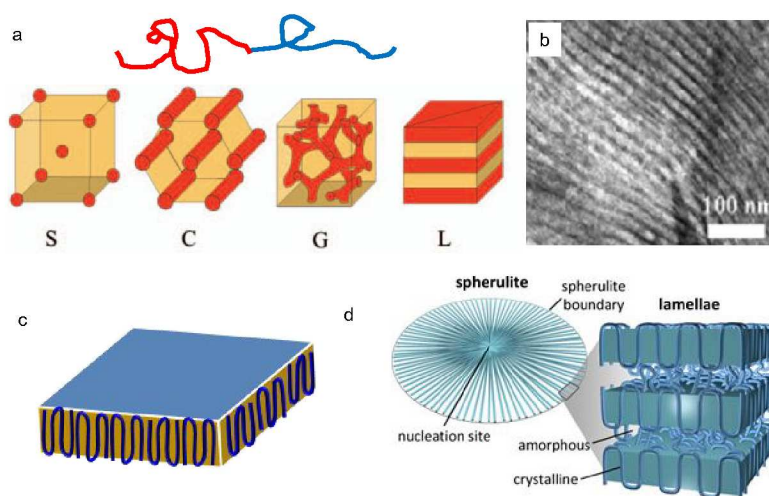 a
S
C
G
L
b
100 nm
c
d
spherulite
spherulite
boundary
lamellae
nucleation site
amorphous
crystalline